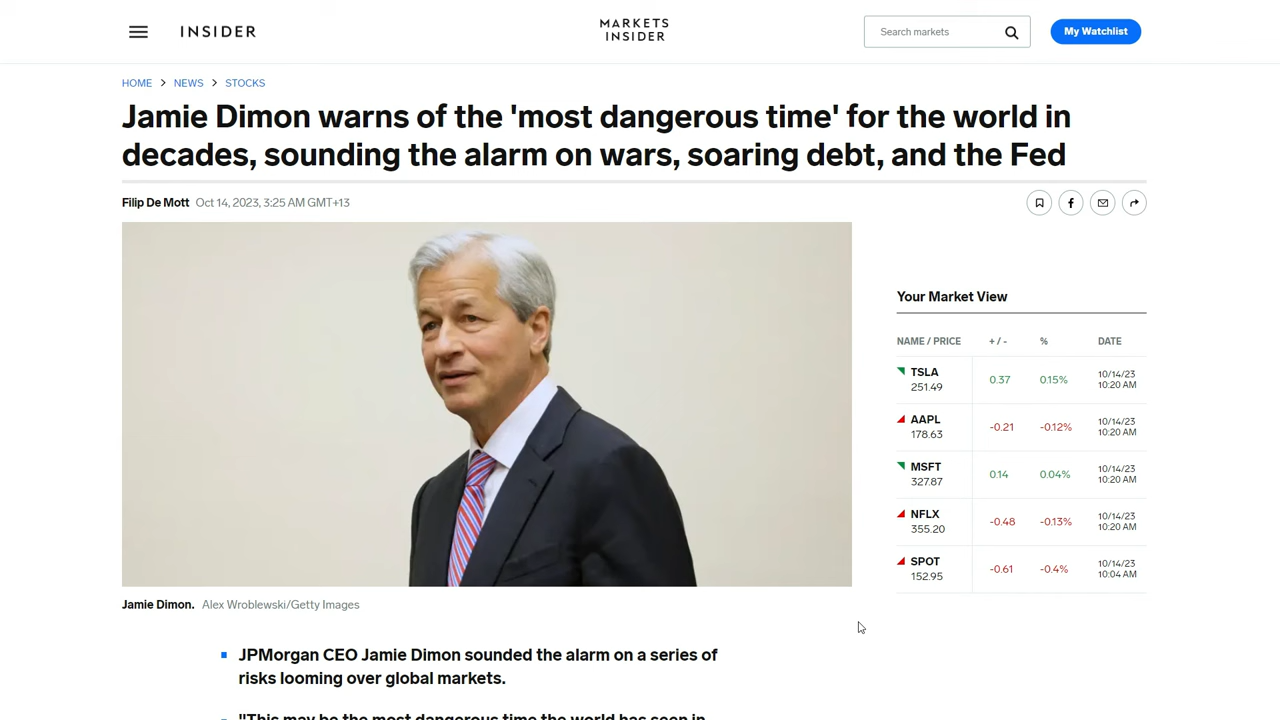 INSIDER
MARKETS
INSIDER
Search markets
My Watchlist
HOME > NEWS > STOCKS
Jamie Dimon warns of the 'most dangerous time' for the world in
decades, sounding the alarm on wars, soaring debt, and the Fed
Filip De Mott Oct 14, 2023, 3:25 AM GMT+13
Your Market View
NAME / PRICE + / - % DATE
TSLA
251.49
0.37 0.15%
10/14/23
10:20 AM
AAPL
178.63
-0.21 -0.12%
10/14/23
10:20 AM
MSFT
327.87
0.14 0.04%
10/14/23
10:20 AM
NFLX
355.20
-0.48 -0.13%
10/14/23
10:20 AM
SPOT
152.95
-0.61 -0.4%
10/14/23
10:04 AM
Jamie Dimon. Alex Wroblewski/Getty Images
JPMorgan CEO Jamie Dimon sounded the alarm on a series of
risks looming over global markets.
"This may be the most dangerous time the world has seen in